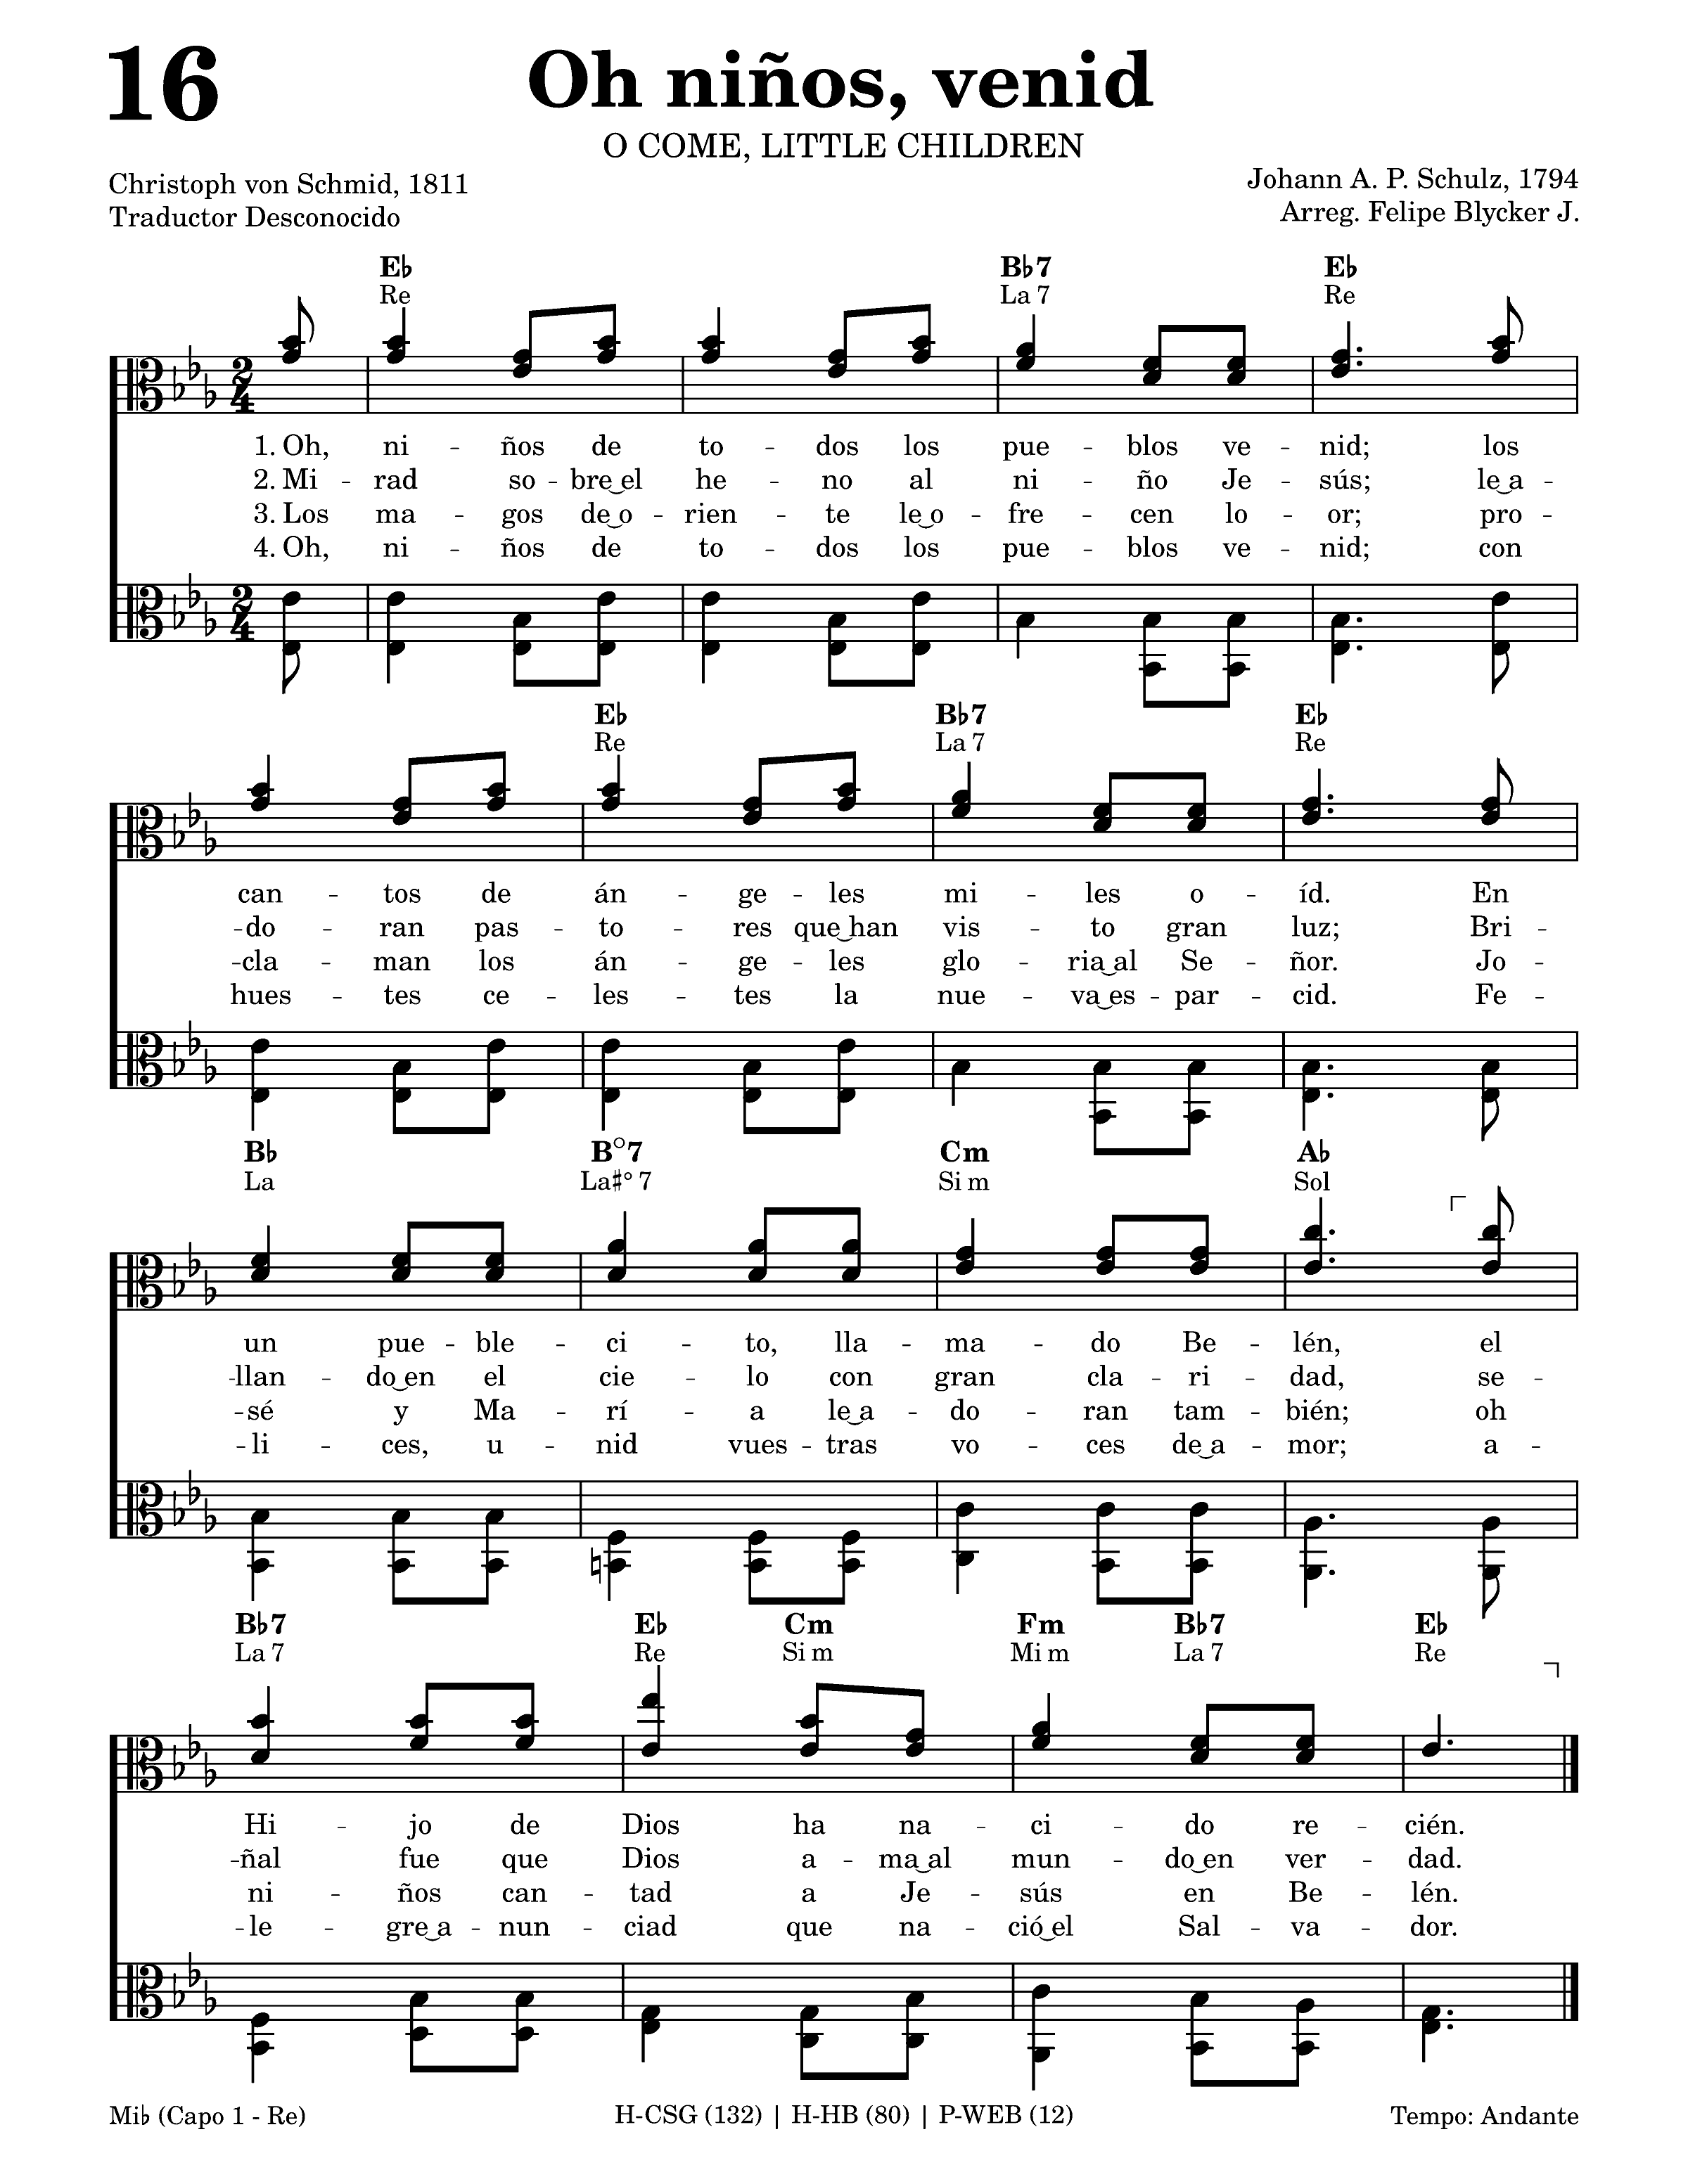 16
Oh niños, venid
O COME, LITTLE CHILDREN
Christoph von Schmid, 1811
Johann A. P. Schulz, 1794
Traductor Desconocido
Arreg. Felipe Blycker J.
E♭ B♭7 E♭
Re La 7 Re
1. Oh, ni - ños de to - dos los pue - blos ve - nid; los
2. Mi - rad so - bre‿el he - no al ni - ño Je - sús; le‿a -
3. Los ma - gos de‿o - rien - te le‿o - fre - cen lo - or; pro -
4. Oh, ni - ños de to - dos los pue - blos ve - nid; con
E♭ B♭7 E♭
Re La 7 Re
can - tos de án - ge - les mi - les o - íd. En
- do - ran pas - to - res que‿han vis - to gran luz; Bri -
- cla - man los án - ge - les glo - ria‿al Se - ñor. Jo -
hues - tes ce - les - tes la nue - va‿es - par - cid. Fe -
B♭ B°7 Cm A♭
La La♯° 7 Si m Sol
un pue - ble - ci - to, lla - ma - do Be - lén, el
- llan - do‿en el cie - lo con gran cla - ri - dad, se -
- sé y Ma - rí - a le‿a - do - ran tam - bién; oh
- li - ces, u - nid vues - tras vo - ces de‿a - mor; a -
B♭7 E♭ Cm Fm B♭7 E♭
La 7 Re Si m Mi m La 7 Re
Hi - jo de Dios ha na - ci - do re - cién.
- ñal fue que Dios a - ma‿al mun - do‿en ver - dad.
ni - ños can - tad a Je - sús en Be - lén.
- le - gre‿a - nun - ciad que na - ció‿el Sal - va - dor.
Mi♭ (Capo 1 - Re)
H-CSG (132) | H-HB (80) | P-WEB (12)
Tempo: Andante